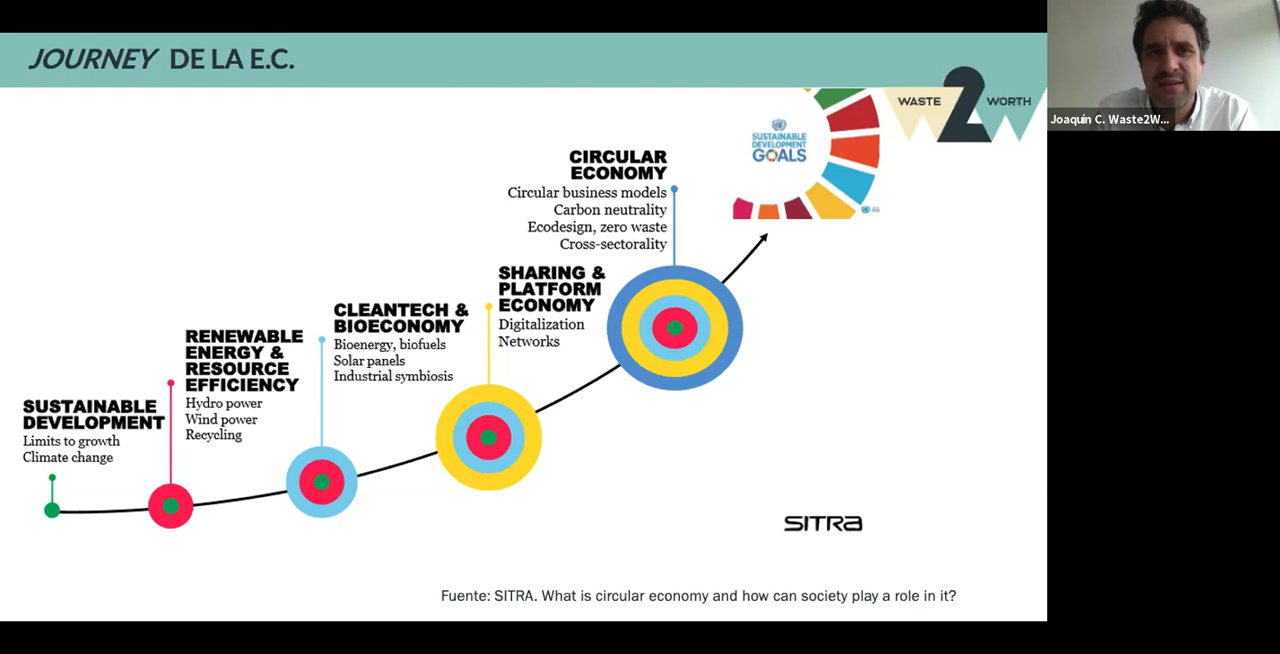 JOURNEY DE LA E.C.
WASTE 2 WORTH
Joaquin C. Waste2W...
SUSTAINABLE
DEVELOPMENT
GOALS
CIRCULAR
ECONOMY
Circular business models
Carbon neutrality
Ecodesign, zero waste
Cross-sectorality
SHARING &
PLATFORM
ECONOMY
Digitalization
Networks
CLEANTECH &
BIOECONOMY
Bioenergy, biofuels
Solar panels
Industrial symbiosis
RENEWABLE
ENERGY &
RESOURCE
EFFICIENCY
Hydro power
Wind power
Recycling
SUSTAINABLE
DEVELOPMENT
Limits to growth
Climate change
SITRA
Fuente: SITRA. What is circular economy and how can society play a role in it?